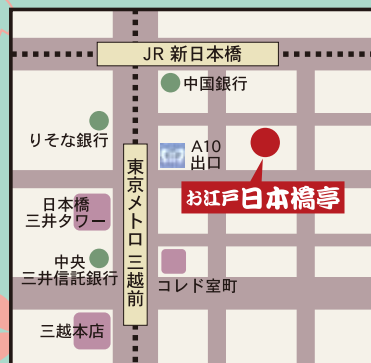 JR 新日本橋
中国銀行
りそな銀行
A10
出口
お江戸日本橋亭
東京メトロ 三越前
日本橋
三井タワー
中央
三井信託銀行
コレド室町
三越本店